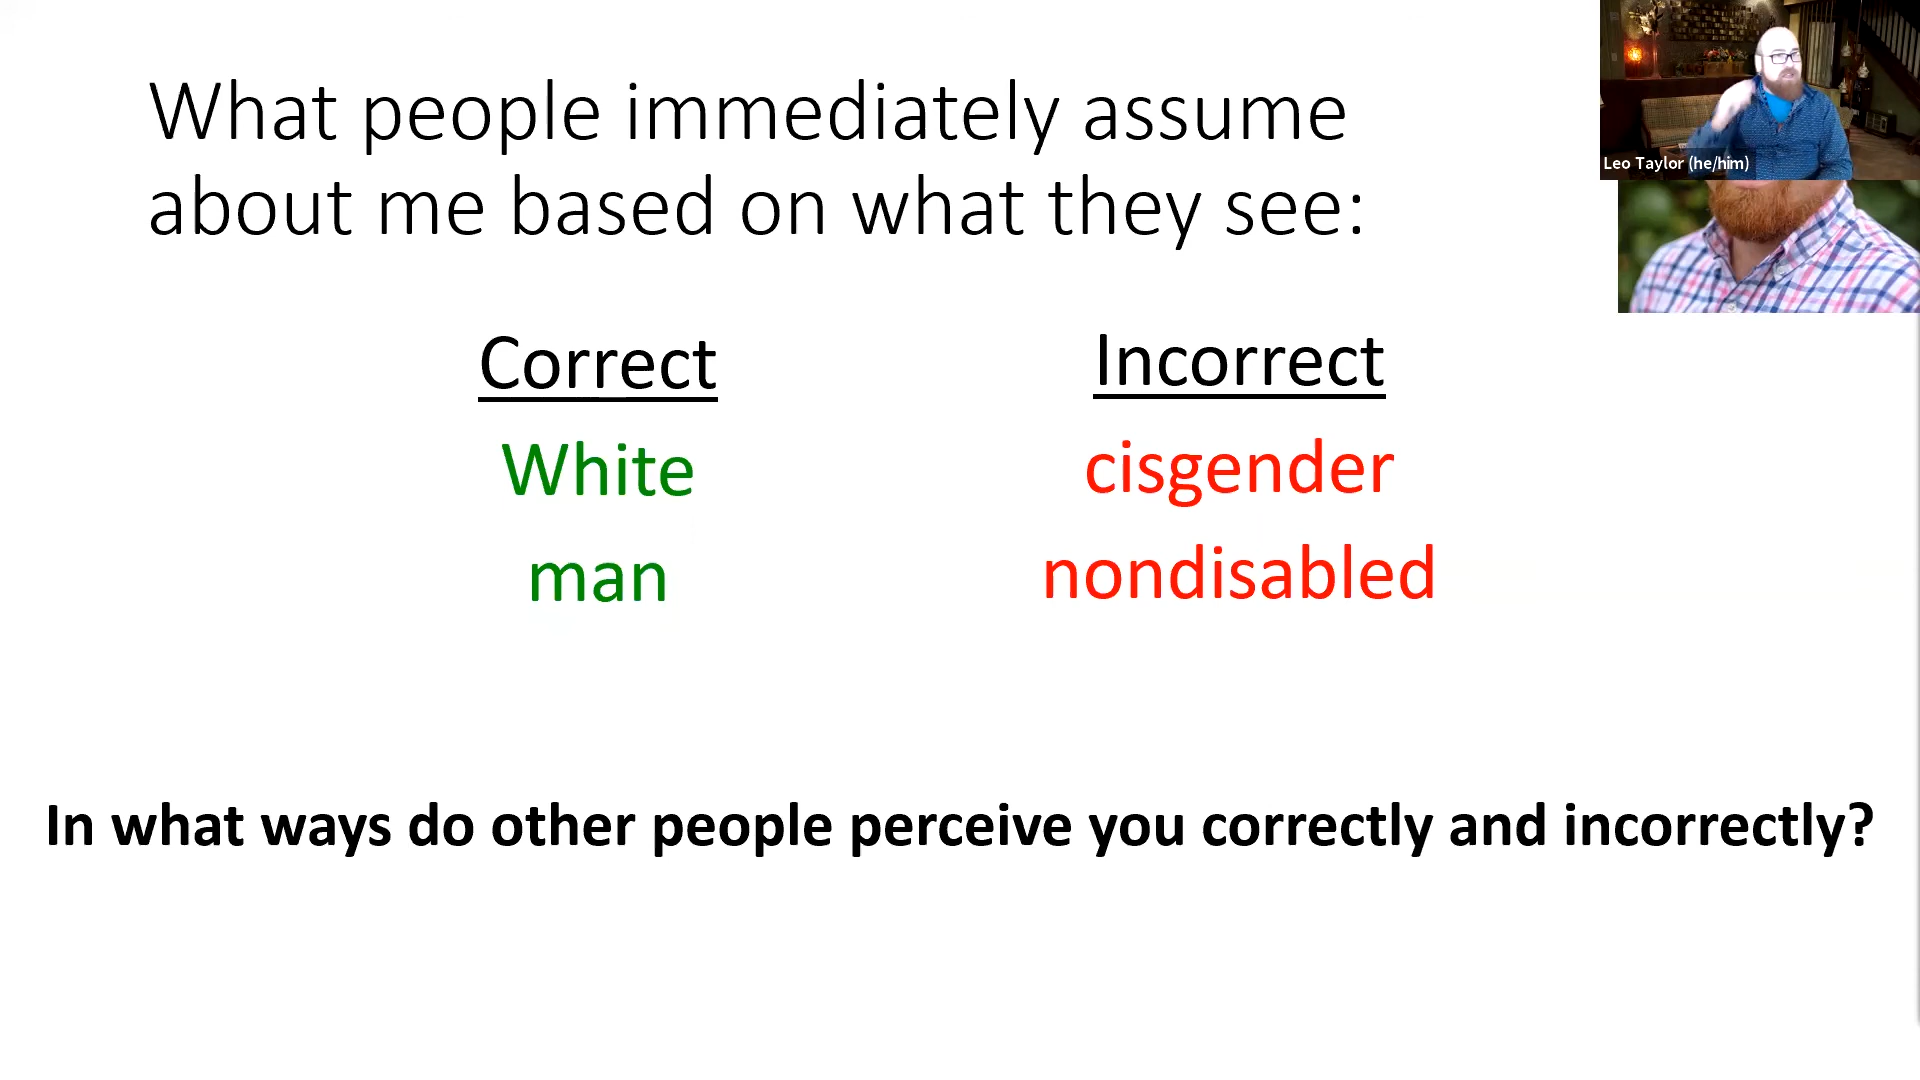 What people immediately assume
about me based on what they see:
Leo Taylor (he/him)
Correct
White
man
Incorrect
cisgender
nondisabled
In what ways do other people perceive you correctly and incorrectly?